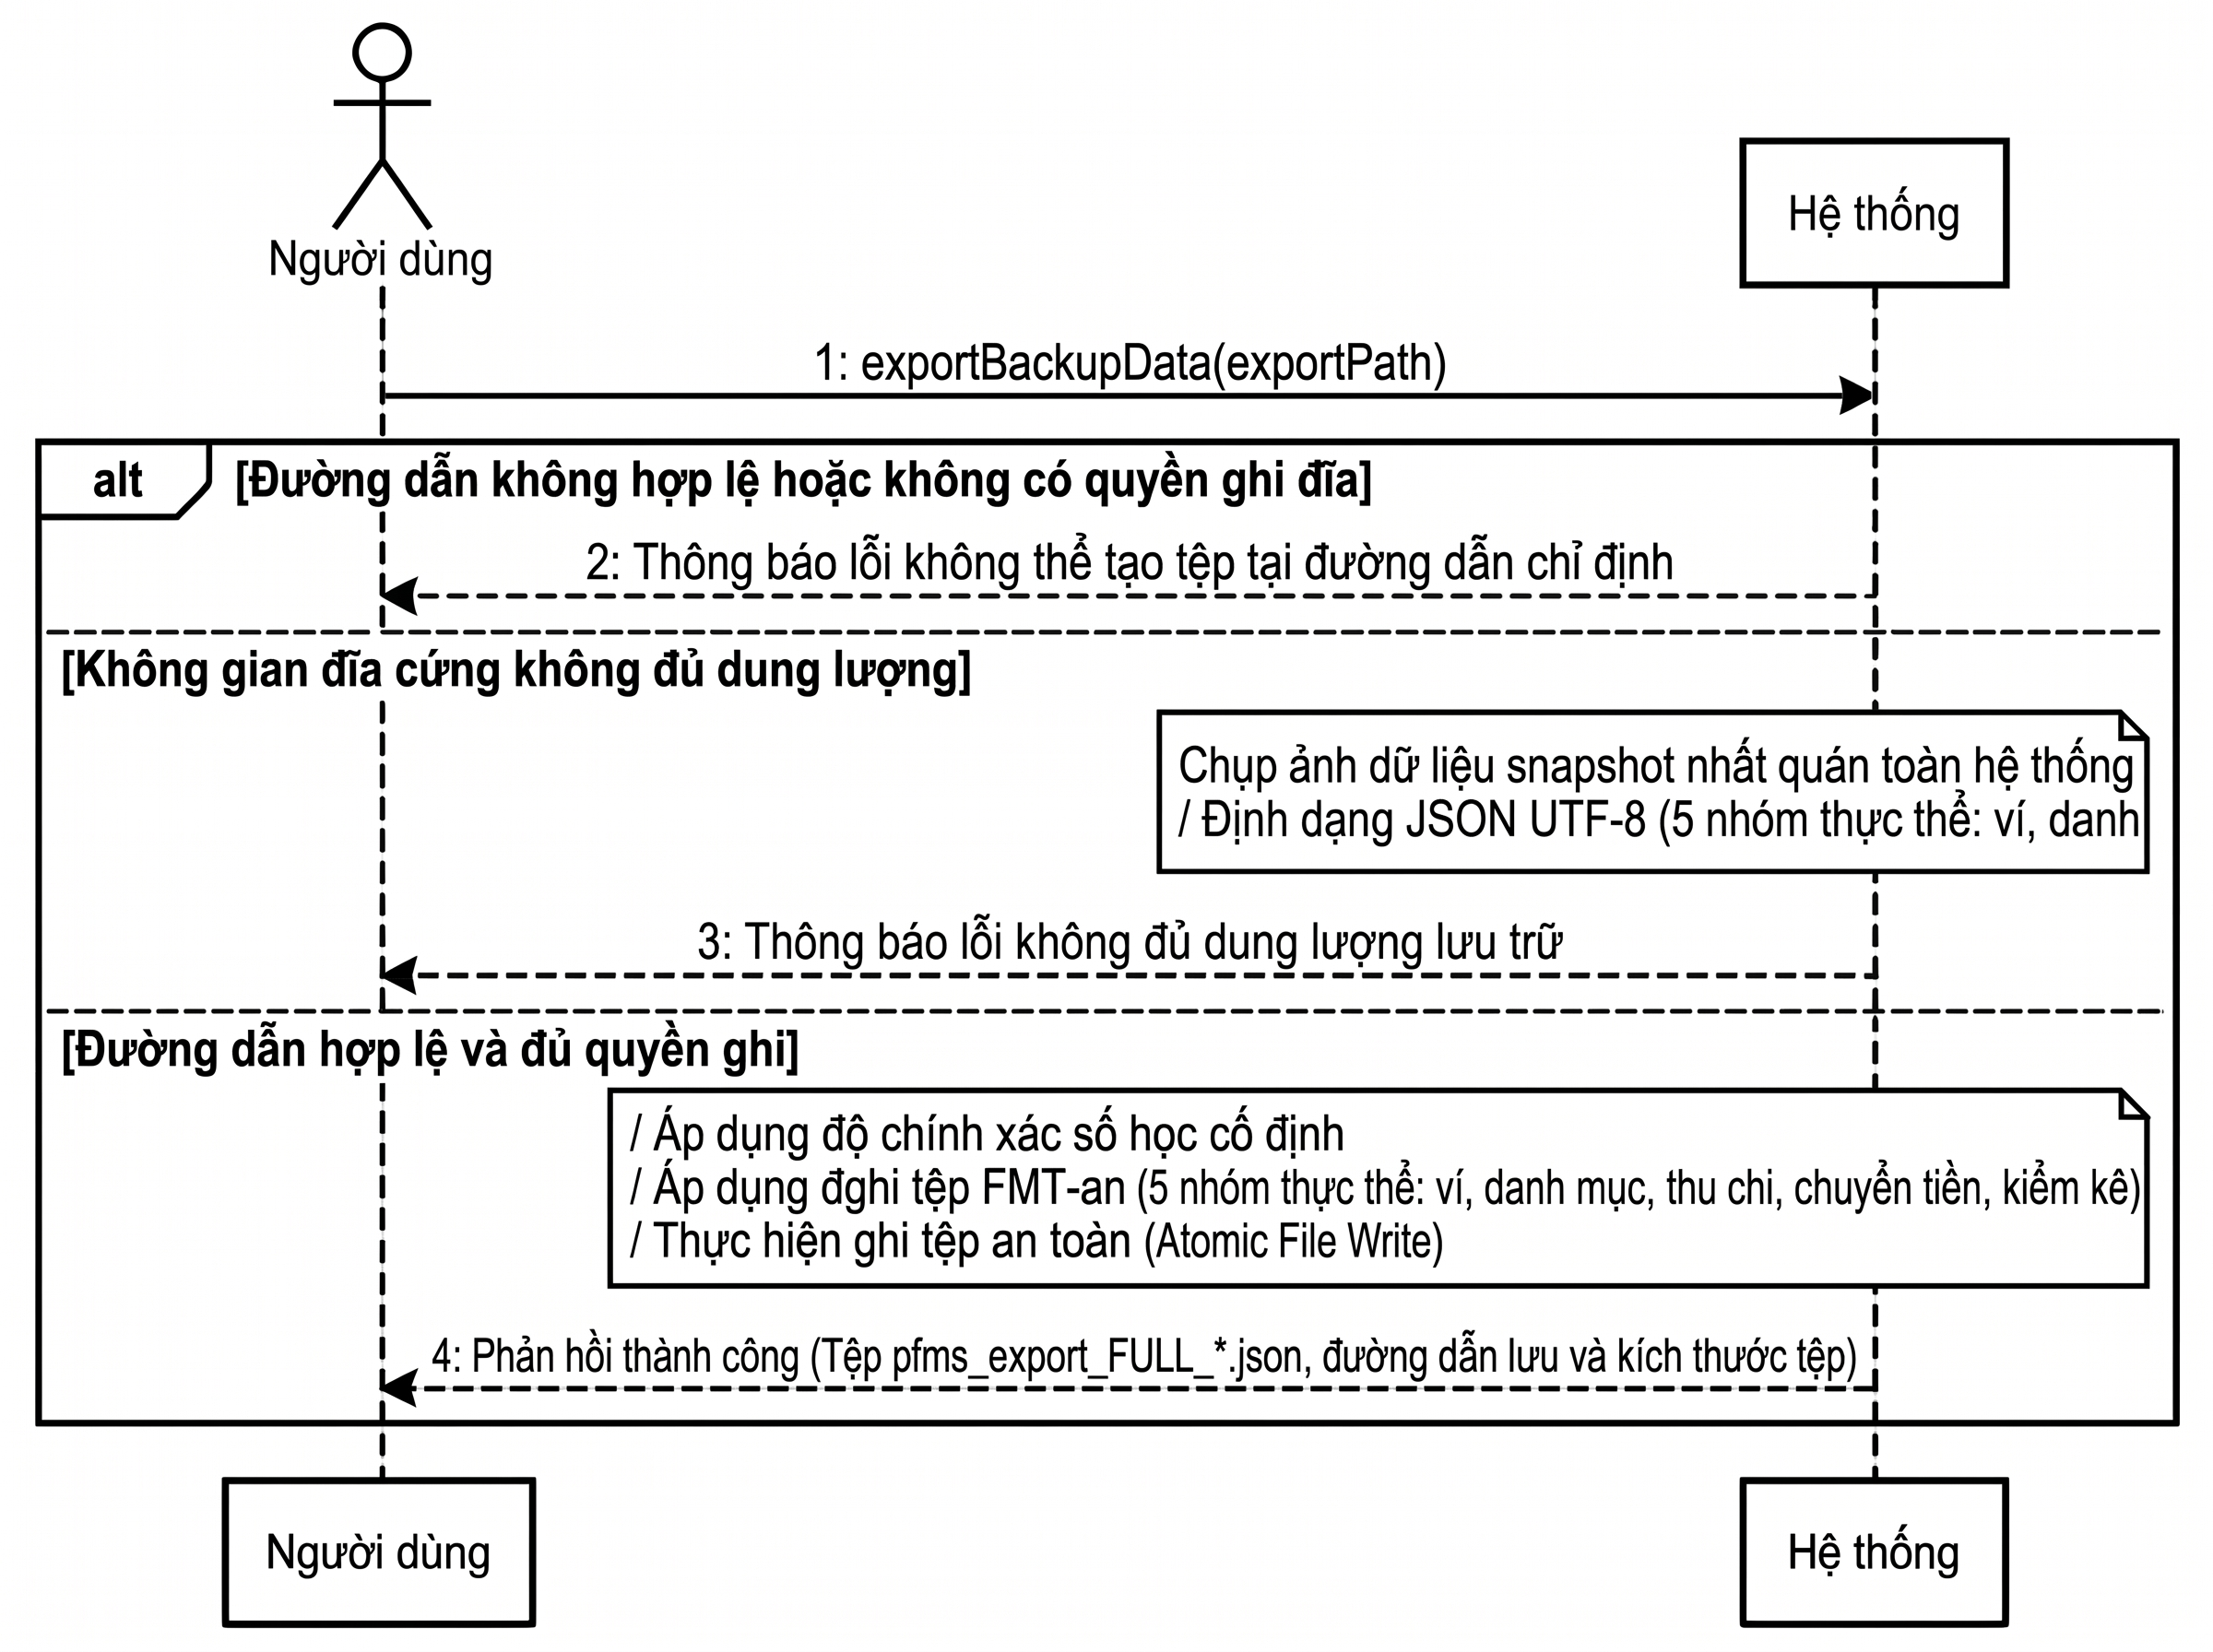 Người dùng
Hệ thống
1: exportBackupData(exportPath)
alt
[Đường dẫn không hợp lệ hoặc không có quyền ghi đĩa]
2: Thông báo lỗi không thể tạo tệp tại đường dẫn chỉ định
[Không gian đĩa cứng không đủ dung lượng]
Chụp ảnh dữ liệu snapshot nhất quán toàn hệ thống
/ Định dạng JSON UTF-8 (5 nhóm thực thể: ví, danh
3: Thông báo lỗi không đủ dung lượng lưu trữ
[Đường dẫn hợp lệ và đủ quyền ghi]
/ Áp dụng độ chính xác số học cố định
/ Áp dụng đghi tệp FMT-an (5 nhóm thực thể: ví, danh mục, thu chi, chuyển tiền, kiểm kê)
/ Thực hiện ghi tệp an toàn (Atomic File Write)
4: Phản hồi thành công (Tệp pfms_export_FULL_*.json, đường dẫn lưu và kích thước tệp)
Người dùng
Hệ thống